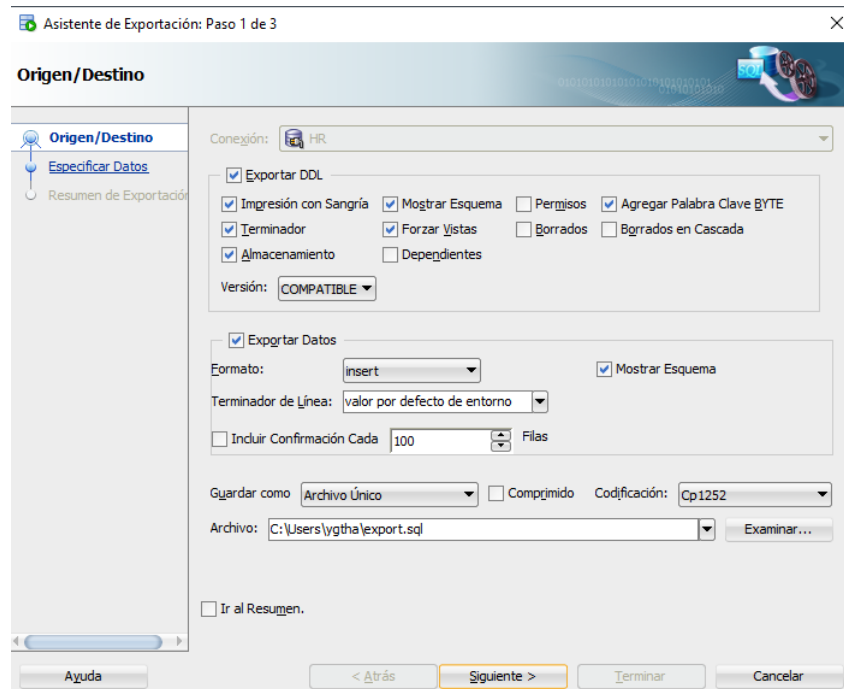 Asistente de Exportación: Paso 1 de 3
Origen/Destino
Origen/Destino
Especificar Datos
Resumen de Exportación
Conexión: HR
Exportar DDL
Impresión con Sangría Mostrar Esquema Permisos Agregar Palabra Clave BYTE
Terminador Forzar Vistas Borrados Borrados en Cascada
Almacenamiento Dependientes
Versión: COMPATIBLE
Exportar Datos
Formato: insert Mostrar Esquema
Terminador de Línea: valor por defecto de entorno
Incluir Confirmación Cada 100 Filas
Guardar como Archivo Único Comprimido Codificación: Cp1252
Archivo: C:\Users\ygtha\export.sql Examinar...
Ir al Resumen.
Ayuda < Atrás Siguiente > Terminar Cancelar